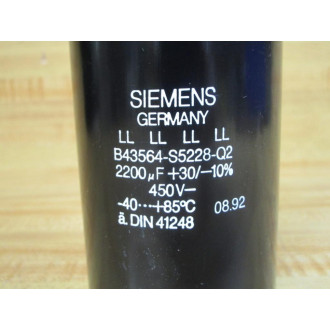 SIEMENS
GERMANY
LL LL LL LL
B43564-S5228-Q2
2200µF +30/-10%
450V-
-40···+85°C 08.92
ä. DIN 41248